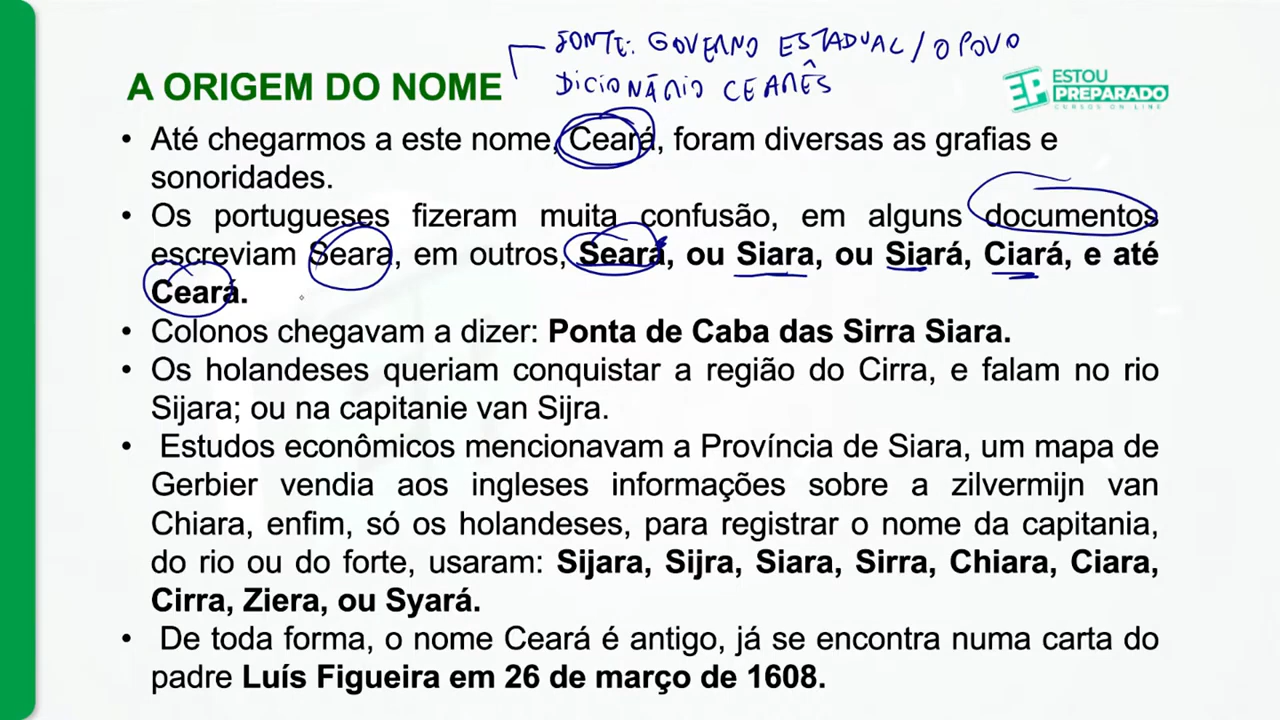 FONTE: GOVERNO ESTADUAL / O POVO
DICIONÁRIO CEARÊS
A ORIGEM DO NOME
ESTOU
PREPARADO
CURSOS ON LINE
• Até chegarmos a este nome, Ceará, foram diversas as grafias e
sonoridades.
• Os portugueses fizeram muita confusão, em alguns documentos
escreviam Seara, em outros, Seará, ou Siara, ou Siará, Ciará, e até
Ceará.
• Colonos chegavam a dizer: Ponta de Caba das Sirra Siara.
• Os holandeses queriam conquistar a região do Cirra, e falam no rio
Sijara; ou na capitanie van Sijra.
• Estudos econômicos mencionavam a Província de Siara, um mapa de
Gerbier vendia aos ingleses informações sobre a zilvermijn van
Chiara, enfim, só os holandeses, para registrar o nome da capitania,
do rio ou do forte, usaram: Sijara, Sijra, Siara, Sirra, Chiara, Ciara,
Cirra, Ziera, ou Syará.
• De toda forma, o nome Ceará é antigo, já se encontra numa carta do
padre Luís Figueira em 26 de março de 1608.